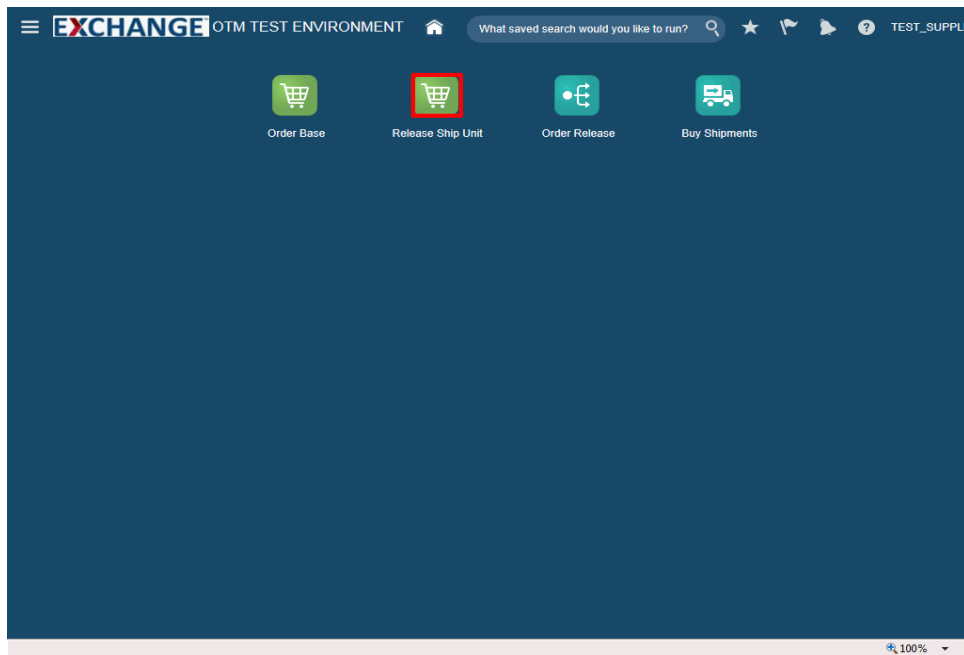 EXCHANGE OTM TEST ENVIRONMENT What saved search would you like to run? ? TEST_SUPPL
Order Base Release Ship Unit Order Release Buy Shipments
100%